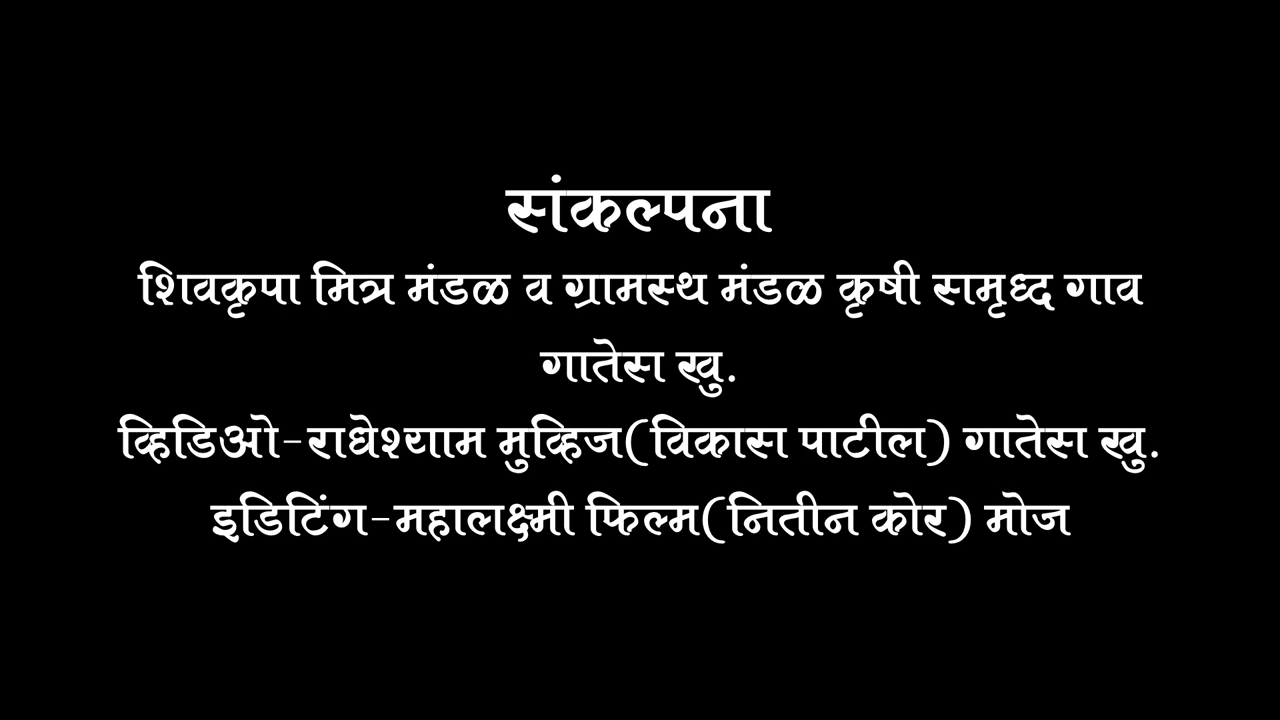 संकल्पना
शिवकृपा मित्र मंडळ व ग्रामस्थ मंडळ कृषी समृध्द गाव
गातेस खु.
व्हिडिओ-राधेश्याम मुव्हिज(विकास पाटील) गातेस खु.
इडिटिंग-महालक्ष्मी फिल्म(नितीन कोर) मोज